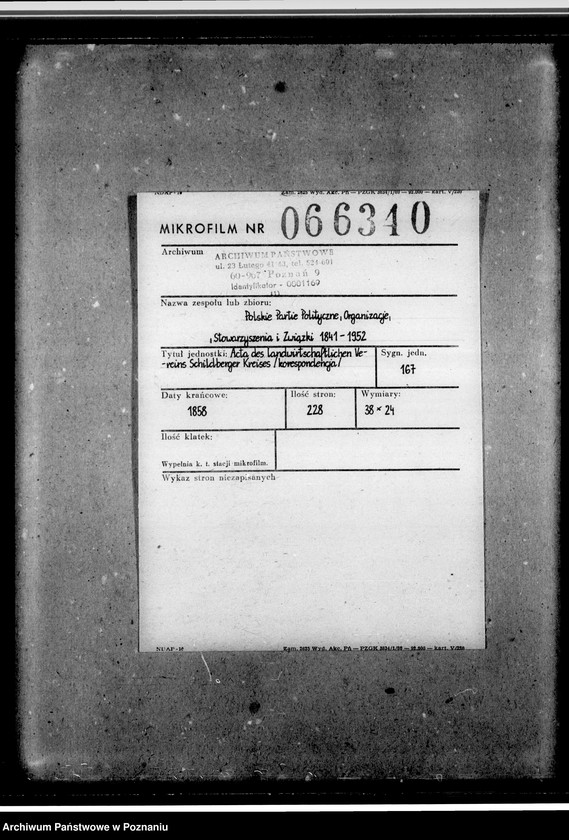 MIKROFILM NR 066310
Archiwum
ARCHIWUM PAŃSTWOWE
ul. 23 Lutego 41/43, tel. 524-601
60-967 Poznań 9
Identyfikator - 0001169
Nazwa zespołu lub zbioru:
Polskie Partie Polityczne, Organizacje,
Stowarzyszenia i Związki 1841-1952
Tytuł jednostki: Acta des Landwirtschaftlichen Ve-
-reins Schildberger Kreises /korespondencja/
Sygn. jedn.
167
Daty krańcowe:
1858
Ilość stron:
228
Wymiary:
38 × 24
Ilość klatek:
Wypełnia k. t. stacji mikrofilm.
Wykaz stron niezapisanych
Archiwum Państwowe w Poznaniu